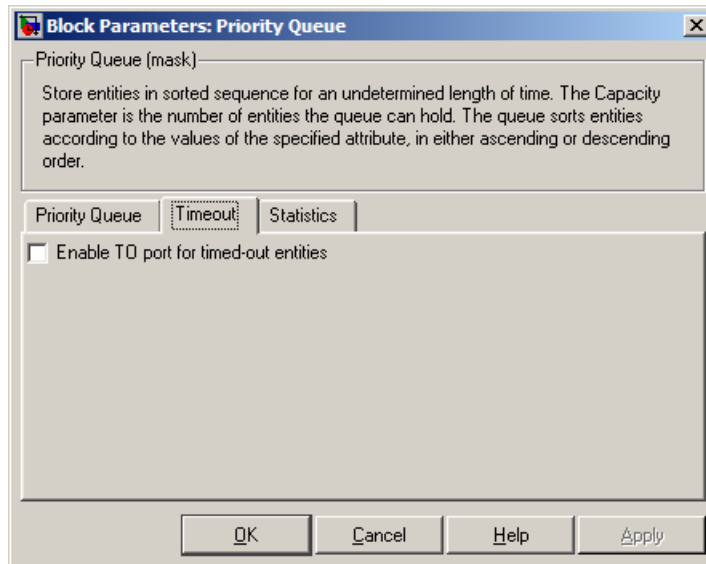 Block Parameters: Priority Queue
Priority Queue (mask)
Store entities in sorted sequence for an undetermined length of time. The Capacity
parameter is the number of entities the queue can hold. The queue sorts entities
according to the values of the specified attribute, in either ascending or descending
order.
Priority Queue Timeout Statistics
Enable TO port for timed-out entities
OK Cancel Help Apply